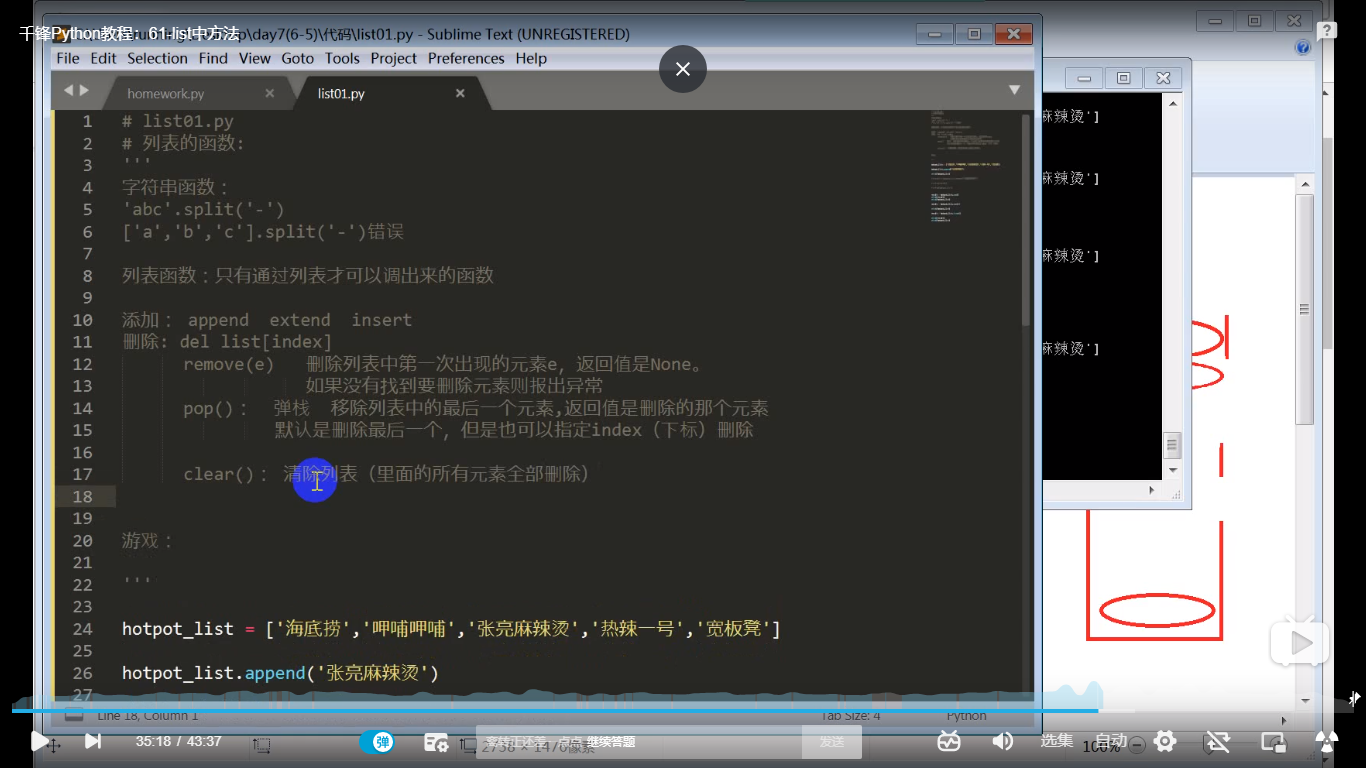 千锋Python教程：61-list中方法
\day7(6-5)\代码\list01.py - Sublime Text (UNREGISTERED)
File Edit Selection Find View Goto Tools Project Preferences Help
homework.py
list01.py
1 # list01.py
2 # 列表的函数:
3 '''
4 字符串函数：
5 'abc'.split('-')
6 ['a','b','c'].split('-')错误
7
8 列表函数：只有通过列表才可以调出来的函数
9
10 添加： append extend insert
11 删除: del list[index]
12 remove(e) 删除列表中第一次出现的元素e，返回值是None。
13 如果没有找到要删除元素则报出异常
14 pop()： 弹栈 移除列表中的最后一个元素,返回值是删除的那个元素
15 默认是删除最后一个，但是也可以指定index（下标）删除
16
17 clear()： 清除列表（里面的所有元素全部删除）
18
19
20 游戏：
21
22 '''
23
24 hotpot_list = ['海底捞','呷哺呷哺','张亮麻辣烫','热辣一号','宽板凳']
25
26 hotpot_list.append('张亮麻辣烫')
27
麻辣烫']
麻辣烫']
麻辣烫']
麻辣烫']
Line 18, Column 1
Tab Size: 4
Python
35:18 / 43:37
弹
继续答题
发送
选集
自动
100%